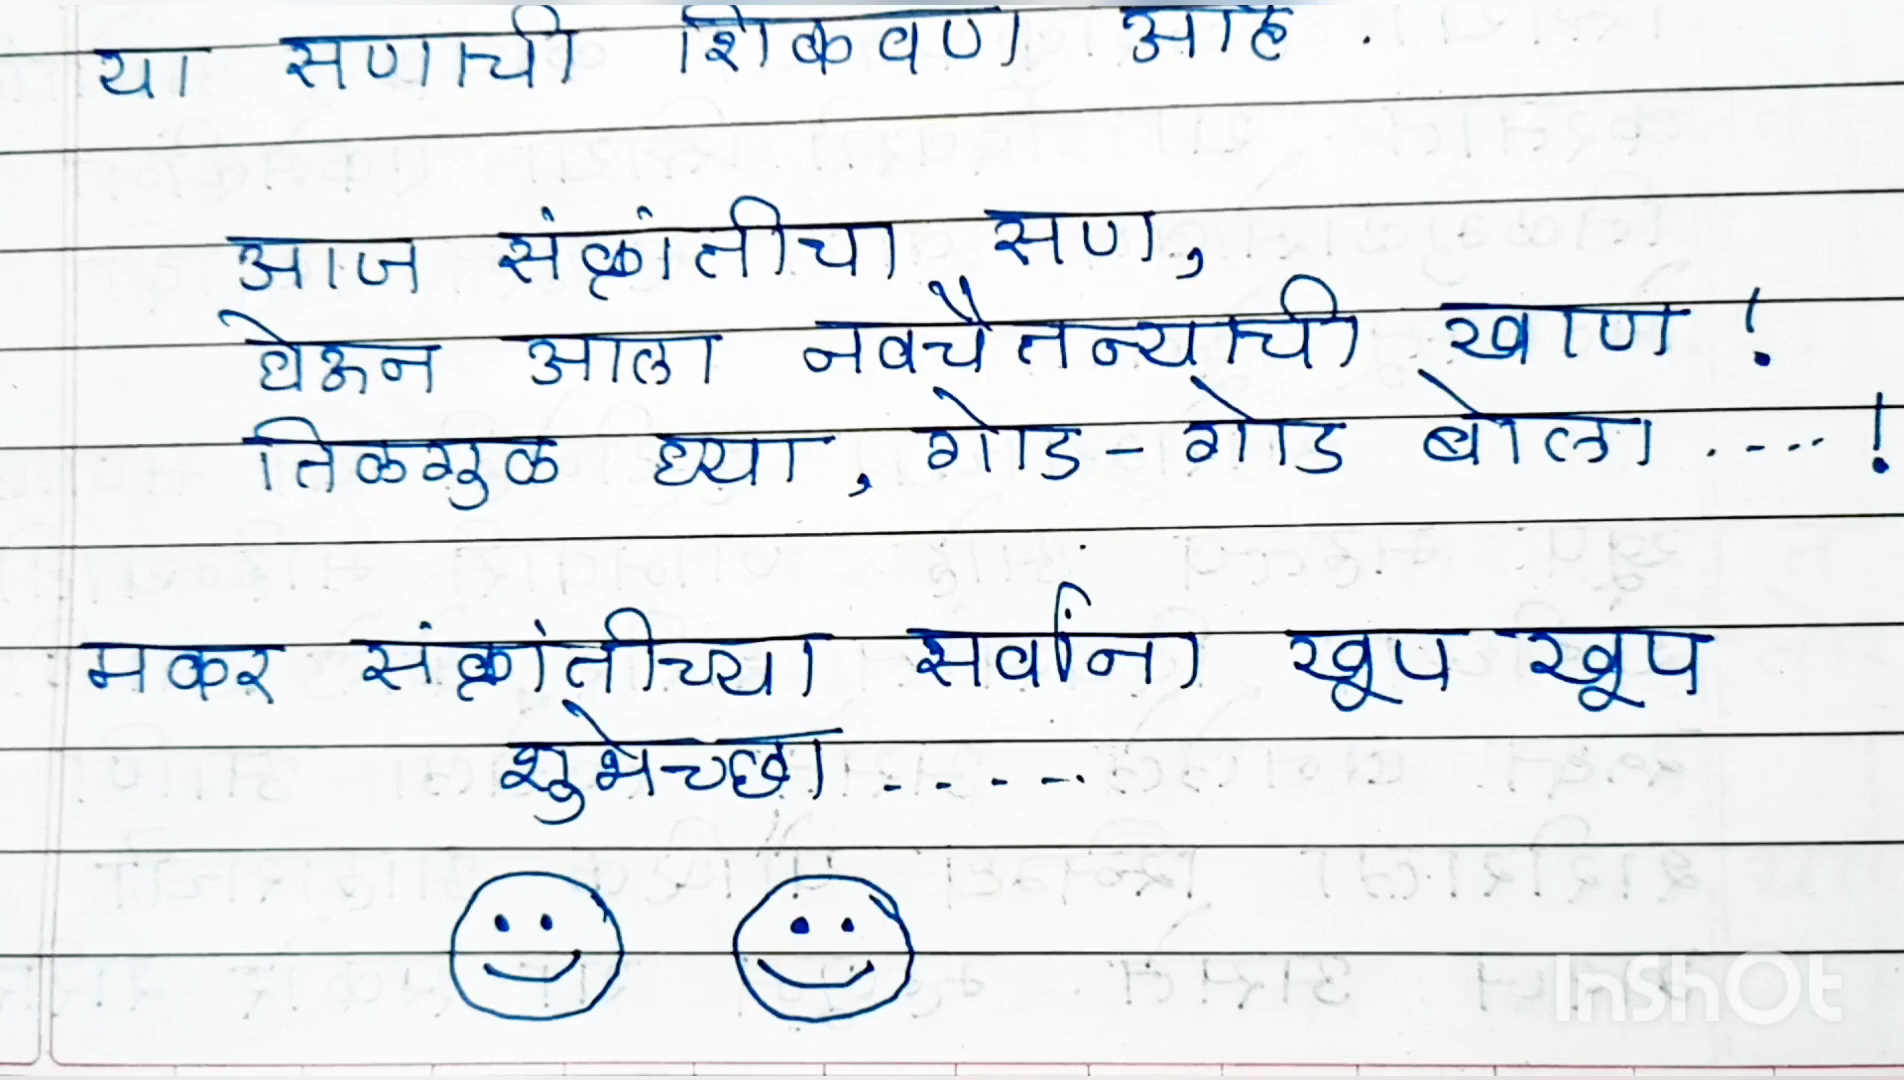 या सणाची शिकवण आहे .
आज संक्रांतीचा सण,
घेऊन आला नवचैतन्याची खाण !
तिळगुळ घ्या, गोड - गोड बोला ....!
मकर संक्रांतीच्या सर्वांना खूप खूप
शुभेच्छा .....
InShOt